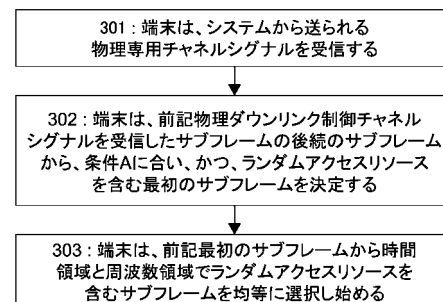 301：端末は、システムから送られる
物理専用チャネルシグナルを受信する
302：端末は、前記物理ダウンリンク制御チャネル
シグナルを受信したサブフレームの後続のサブフレーム
から、条件Aに合い、かつ、ランダムアクセスリソース
を含む最初のサブフレームを決定する
303：端末は、前記最初のサブフレームから時間
領域と周波数領域でランダムアクセスリソースを
含むサブフレームを均等に選択し始める